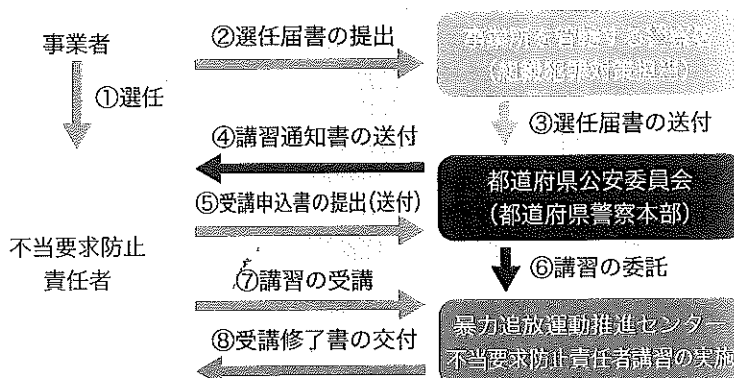 事業者
②選任届書の提出
①選任
③選任届書の送付
④講習通知書の送付
都道府県公安委員会
(都道府県警察本部)
⑤受講申込書の提出(送付)
不当要求防止
責任者
⑥講習の委託
⑦講習の受講
暴力追放運動推進センター
不当要求防止責任者講習の実施
⑧受講修了書の交付